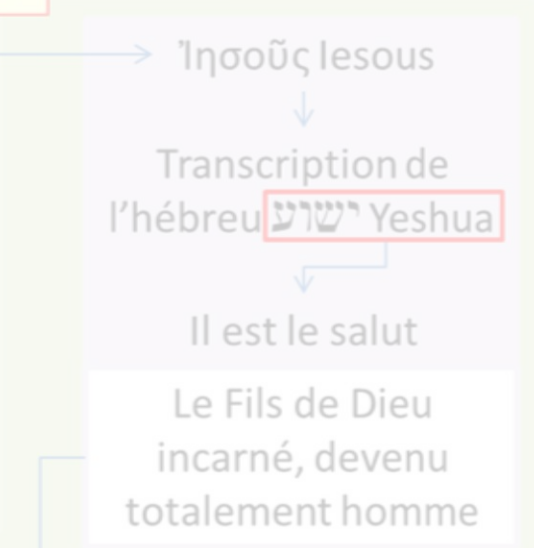 Ἰησοῦς Iesous
Transcription de
l'hébreu ישוע Yeshua
Il est le salut
Le Fils de Dieu
incarné, devenu
totalement homme